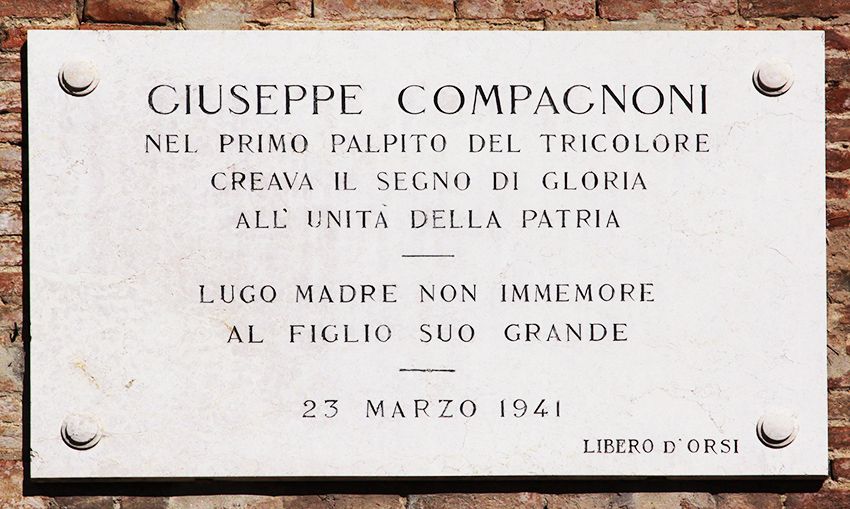 GIUSEPPE COMPAGNONI
NEL PRIMO PALPITO DEL TRICOLORE
CREAVA IL SEGNO DI GLORIA
ALL' UNITÀ DELLA PATRIA
LUGO MADRE NON IMMEMORE
AL FIGLIO SUO GRANDE
23 MARZO 1941
LIBERO D'ORSI